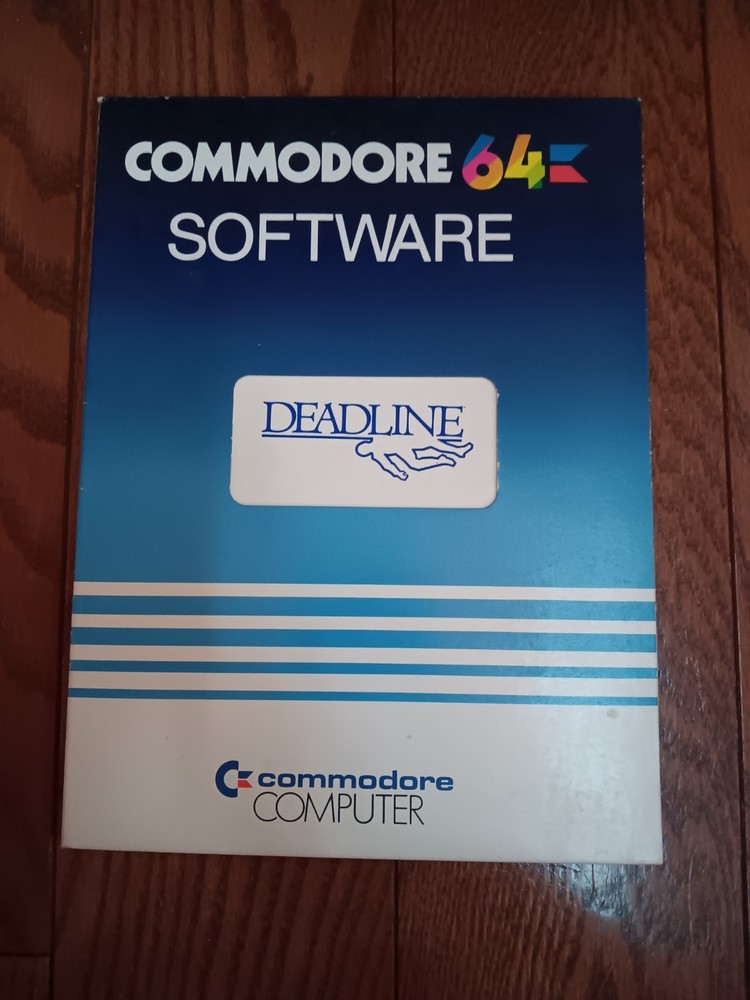 COMMODORE 64
SOFTWARE
DEADLINE
commodore
COMPUTER